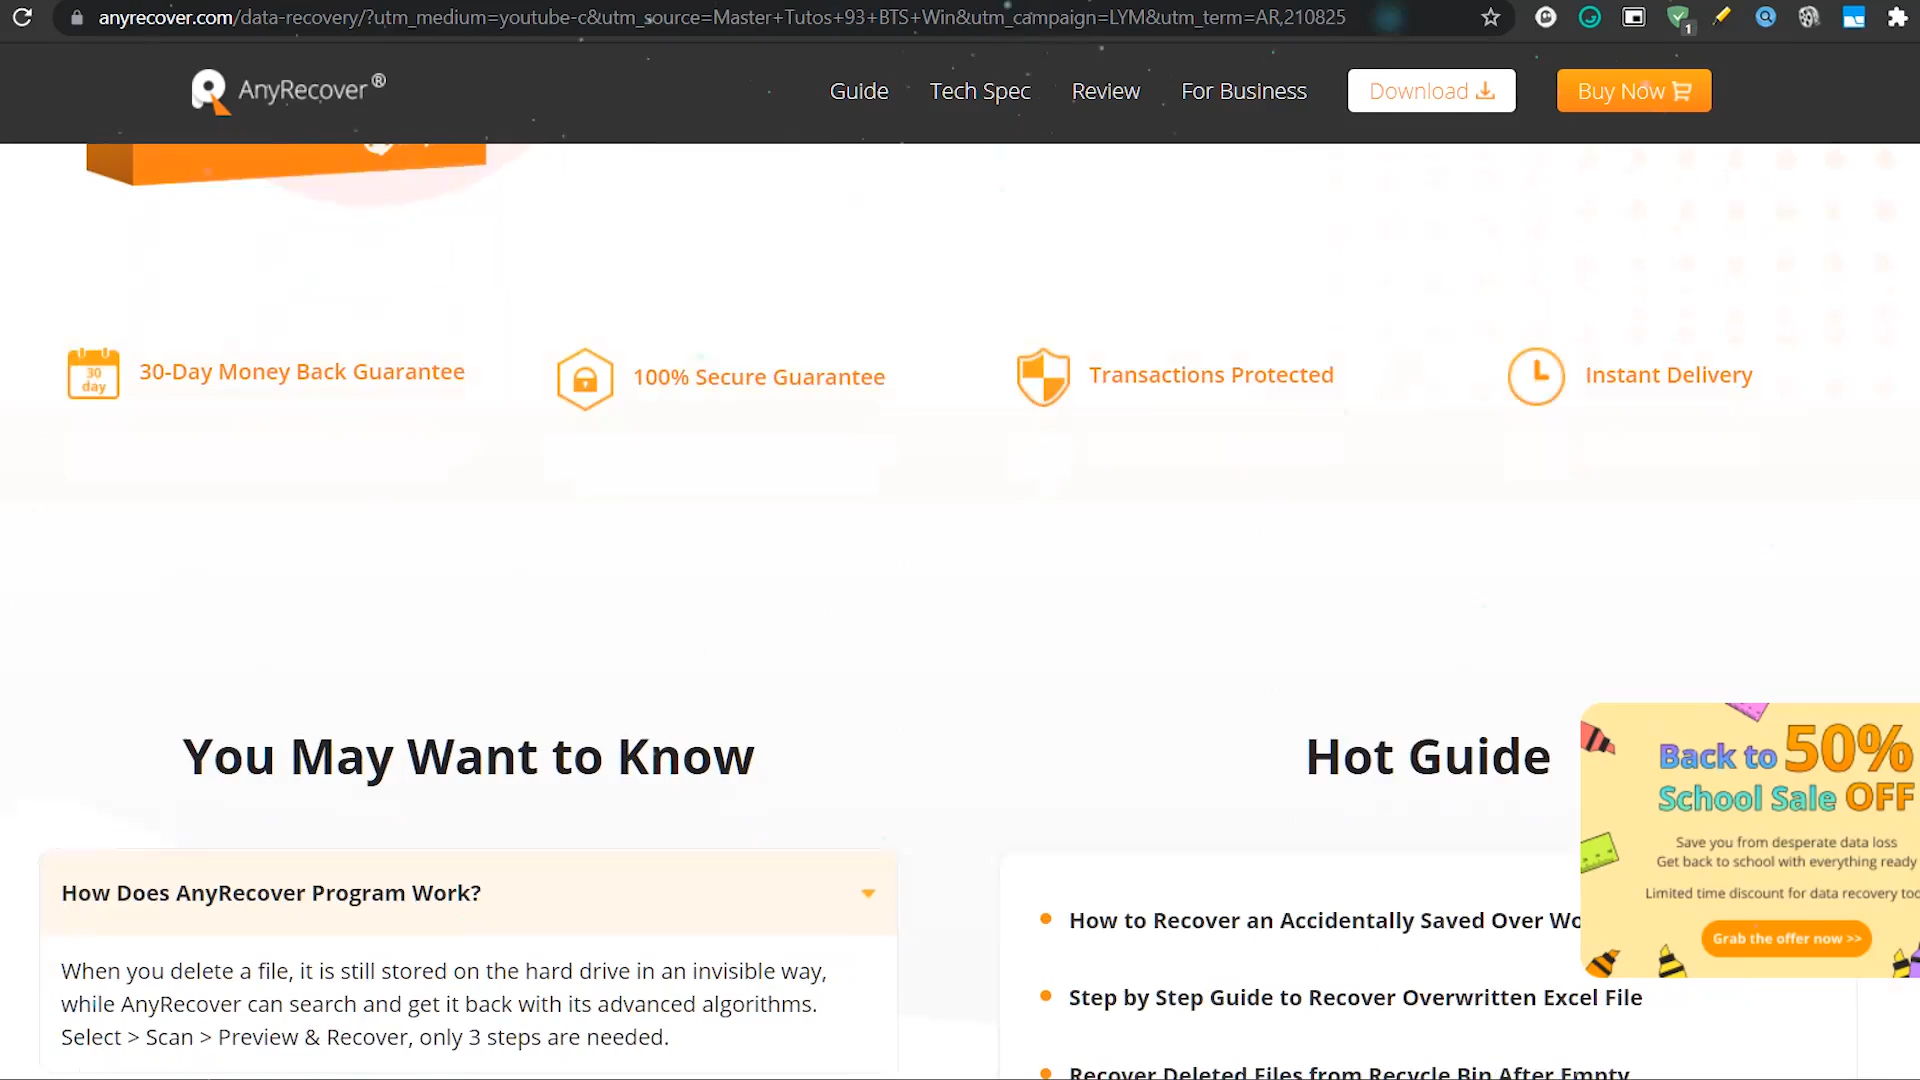 anyrecover.com/data-recovery/?utm_medium=youtube-c&utm_source=Master+Tutos+93+BTS+Win&utm_campaign=LYM&utm_term=AR,210825
1
AnyRecover®
Guide
Tech Spec
Review
For Business
Download
Buy Now
30 day
30-Day Money Back Guarantee
100% Secure Guarantee
Transactions Protected
Instant Delivery
You May Want to Know
Hot Guide
Back to 50%
School Sale OFF
Save you from desperate data loss
Get back to school with everything ready
Limited time discount for data recovery
Grab the offer now >>
How Does AnyRecover Program Work?
When you delete a file, it is still stored on the hard drive in an invisible way,
while AnyRecover can search and get it back with its advanced algorithms.
Select > Scan > Preview & Recover, only 3 steps are needed.
How to Recover an Accidentally Saved Over
Step by Step Guide to Recover Overwritten Excel File
Recover Deleted Files from Recycle Bin After Empty